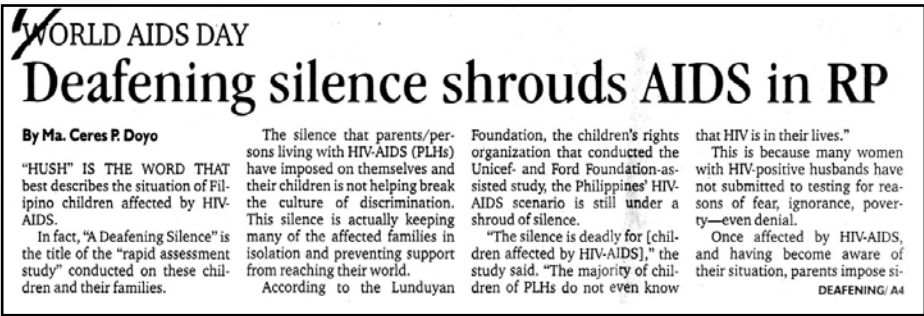 WORLD AIDS DAY
Deafening silence shrouds AIDS in RP
By Ma. Ceres P. Doyo
"HUSH" IS THE WORD THAT
best describes the situation of Fil-
ipino children affected by HIV-
AIDS.
In fact, "A Deafening Silence" is
the title of the "rapid assessment
study" conducted on these chil-
dren and their families.
The silence that parents/per-
sons living with HIV-AIDS (PLHs)
have imposed on themselves and
their children is not helping break
the culture of discrimination.
This silence is actually keeping
many of the affected families in
isolation and preventing support
from reaching their world.
According to the Lunduyan
Foundation, the children's rights
organization that conducted the
Unicef- and Ford Foundation-as-
sisted study, the Philippines' HIV-
AIDS scenario is still under a
shroud of silence.
"The silence is deadly for [chil-
dren affected by HIV-AIDS]," the
study said. "The majority of chil-
dren of PLHs do not even know
that HIV is in their lives."
This is because many women
with HIV-positive husbands have
not submitted to testing for rea-
sons of fear, ignorance, pover-
ty—even denial.
Once affected by HIV-AIDS,
and having become aware of
their situation, parents impose si-
DEAFENING/ A4